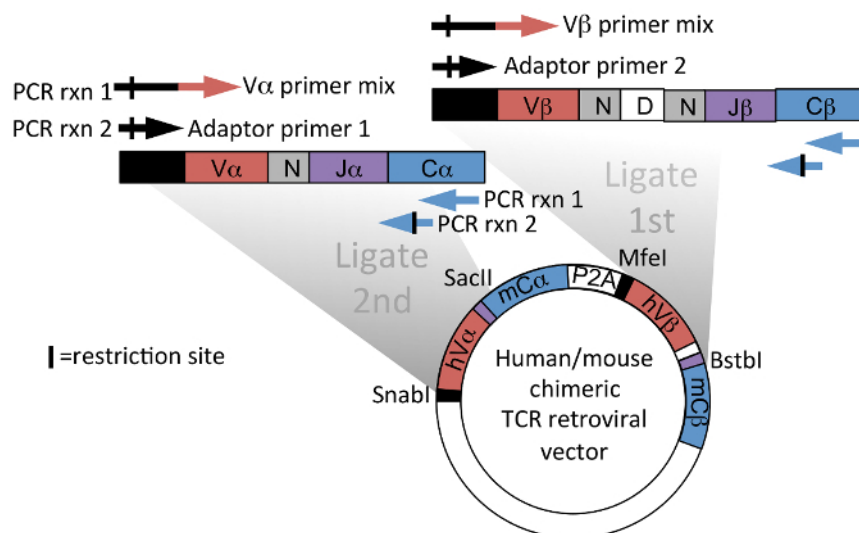 Vβ primer mix
Adaptor primer 2
Vβ N D N Jβ Cβ
PCR rxn 1 Vα primer mix
PCR rxn 2 Adaptor primer 1
Vα N Jα Cα
PCR rxn 1
PCR rxn 2
Ligate
1st
Ligate
2nd
MfeI
SacII
mCα P2A hVβ
hVα
BstbI
mCβ
SnabI
Human/mouse
chimeric
TCR retroviral
vector
=restriction site